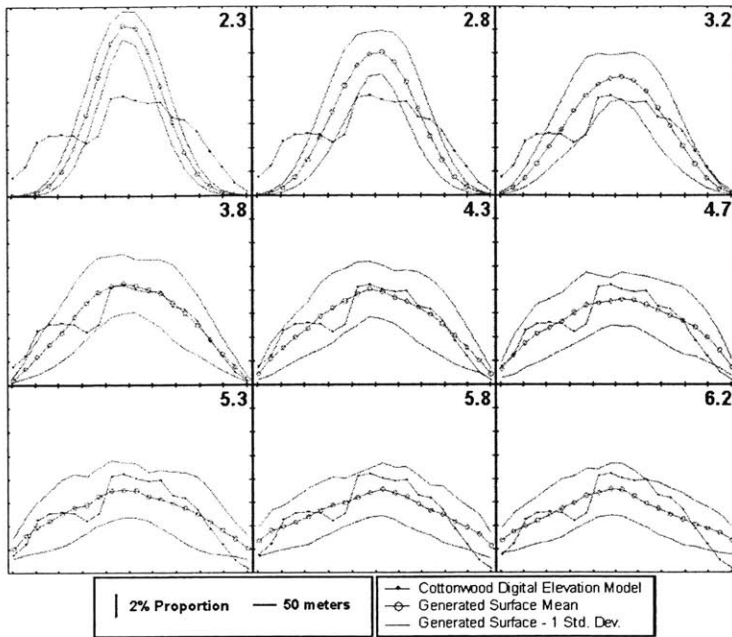 2.3
2.8
3.2
3.8
4.3
4.7
5.3
5.8
6.2
2% Proportion
50 meters
Cottonwood Digital Elevation Model
Generated Surface Mean
Generated Surface - 1 Std. Dev.